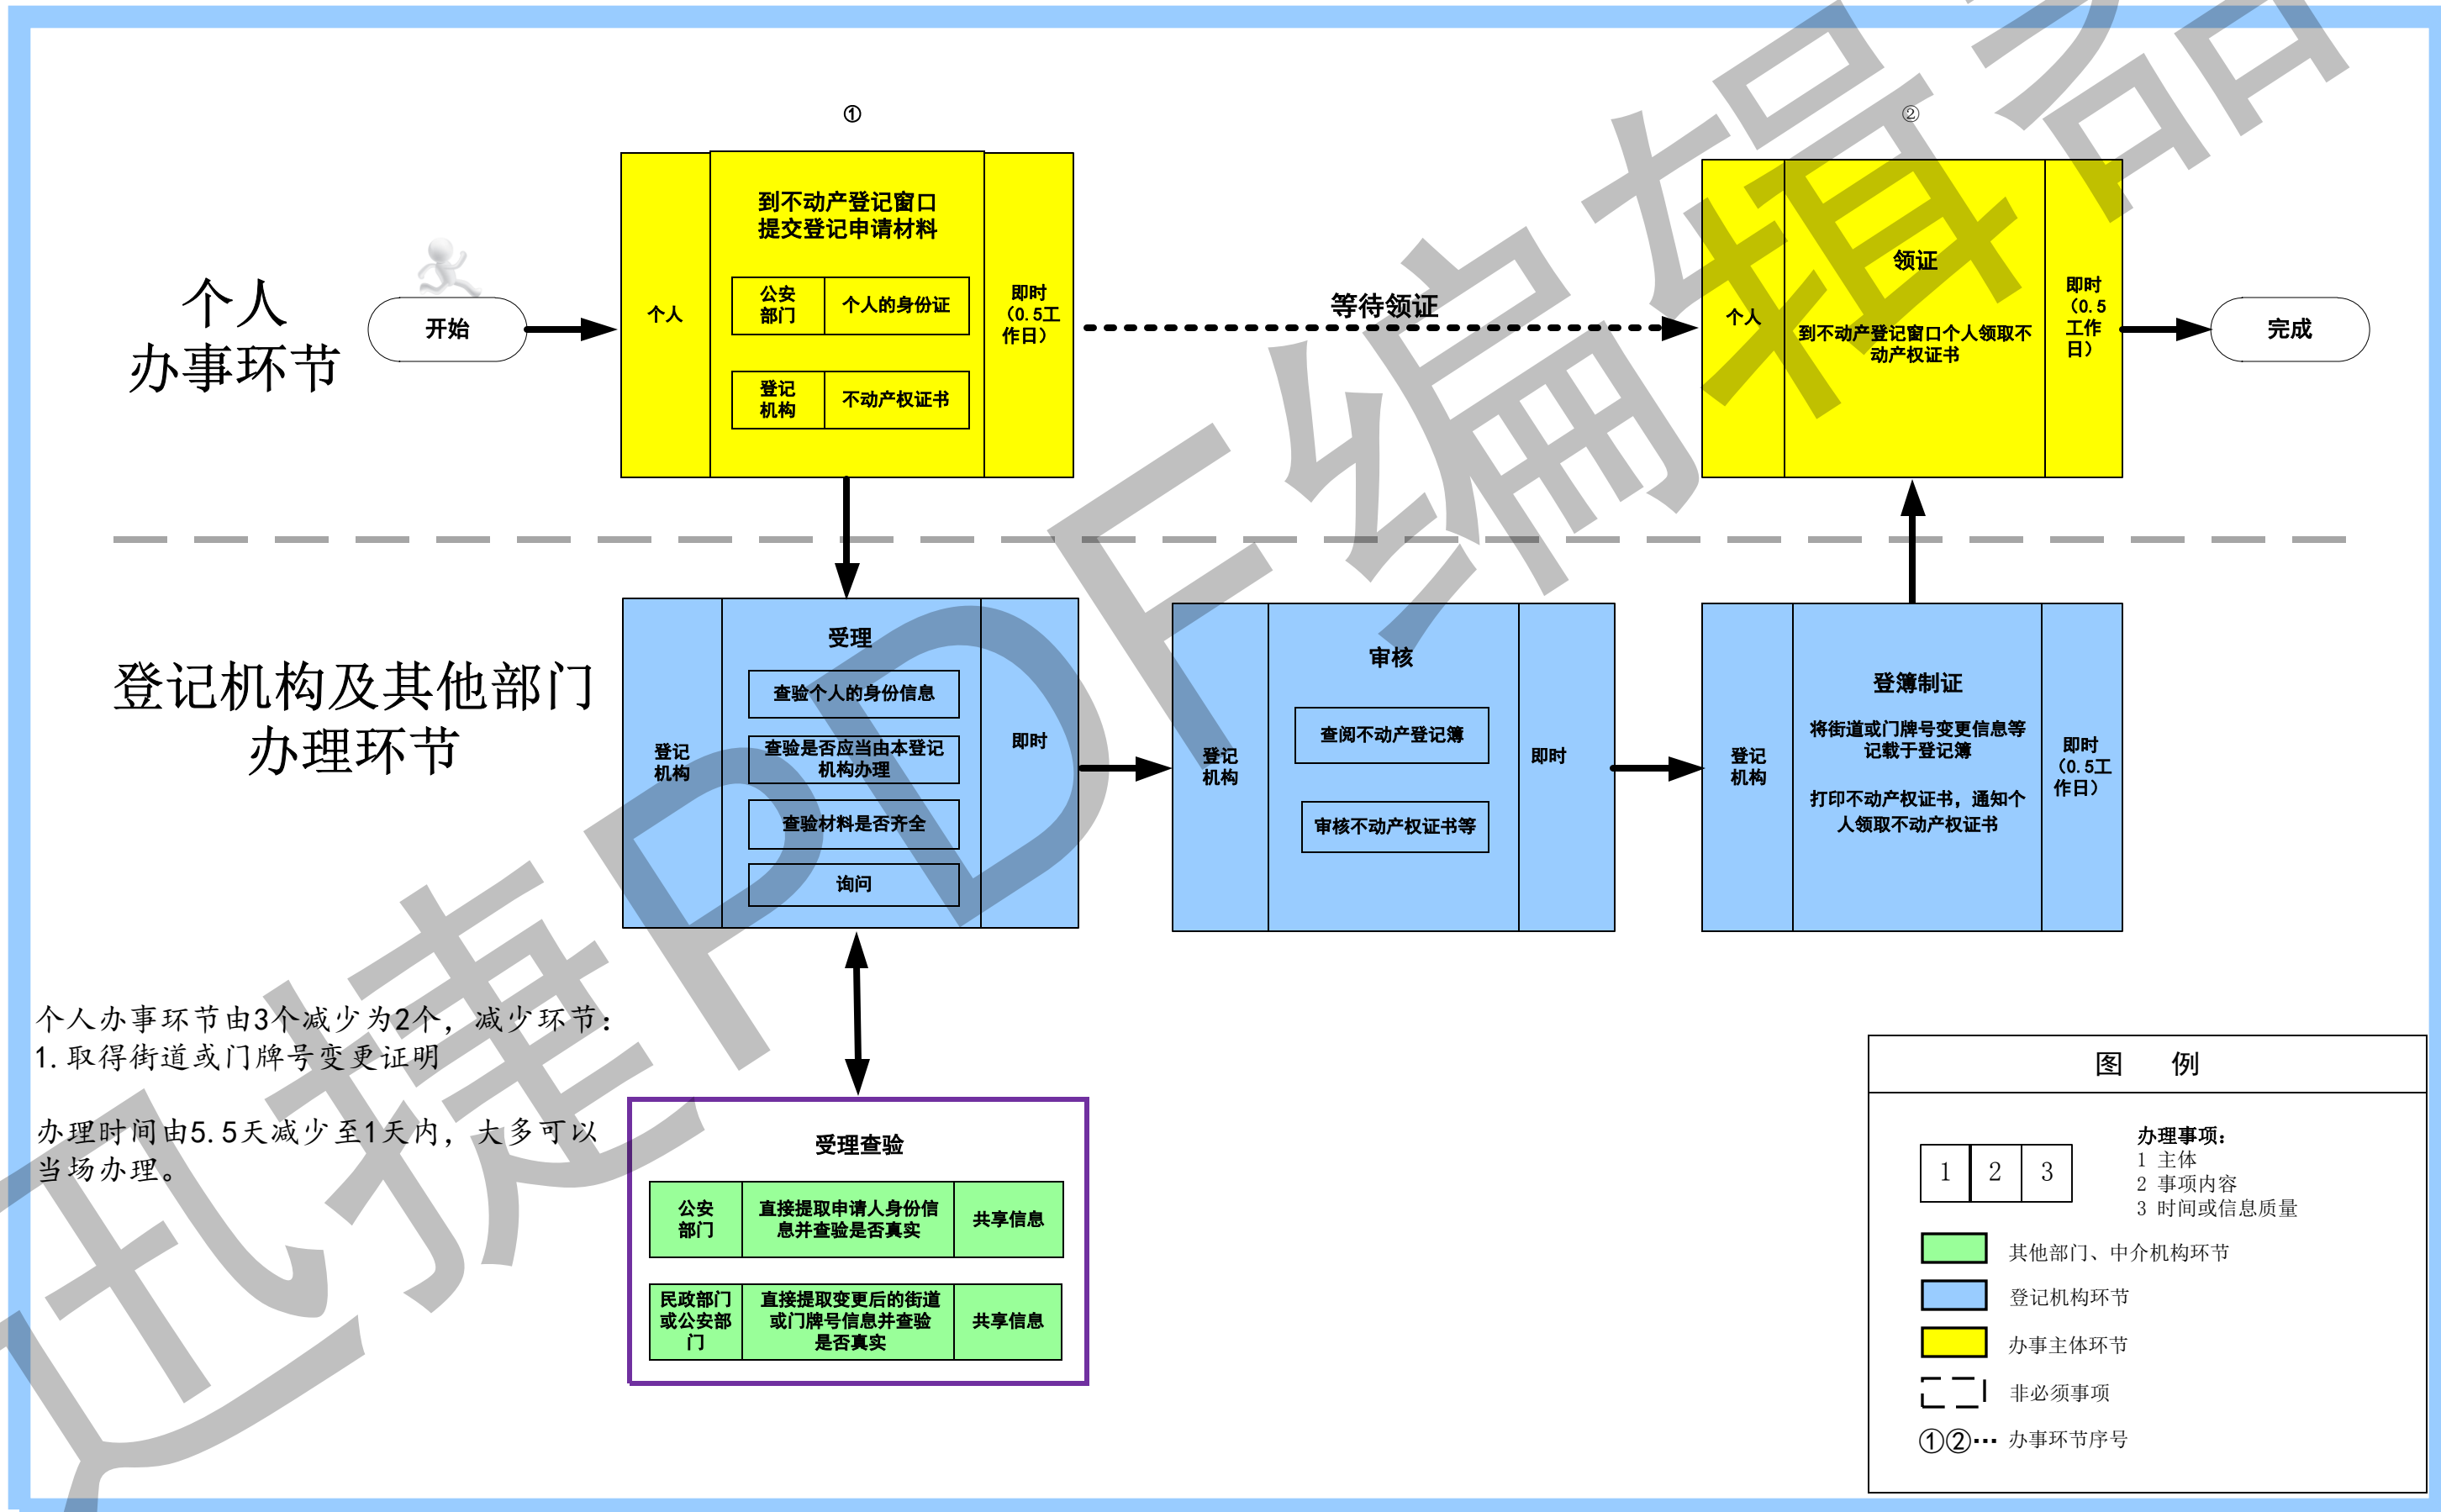 ①
②
个人
办事环节
开始
个人
到不动产登记窗口
提交登记申请材料
公安
部门
个人的身份证
登记
机构
不动产权证书
即时
（0.5工
作日）
等待领证
个人
领证
到不动产登记窗口个人领取不
动产权证书
即时
（0.5
工作
日）
完成
登记机构及其他部门
办理环节
登记
机构
受理
查验个人的身份信息
查验是否应当由本登记
机构办理
查验材料是否齐全
询问
即时
登记
机构
审核
查阅不动产登记簿
审核不动产权证书等
即时
登记
机构
登簿制证
将街道或门牌号变更信息等
记载于登记簿
打印不动产权证书，通知个
人领取不动产权证书
即时
（0.5工
作日）
个人办事环节由3个减少为2个，减少环节：
1.取得街道或门牌号变更证明
办理时间由5.5天减少至1天内，大多可以
当场办理。
受理查验
公安
部门
直接提取申请人身份信
息并查验是否真实
共享信息
民政部门
或公安部
门
直接提取变更后的街道
或门牌号信息并查验
是否真实
共享信息
图 例
1 2 3
办理事项：
1 主体
2 事项内容
3 时间或信息质量
其他部门、中介机构环节
登记机构环节
办事主体环节
非必须事项
①②… 办事环节序号
迅捷PDF编辑器